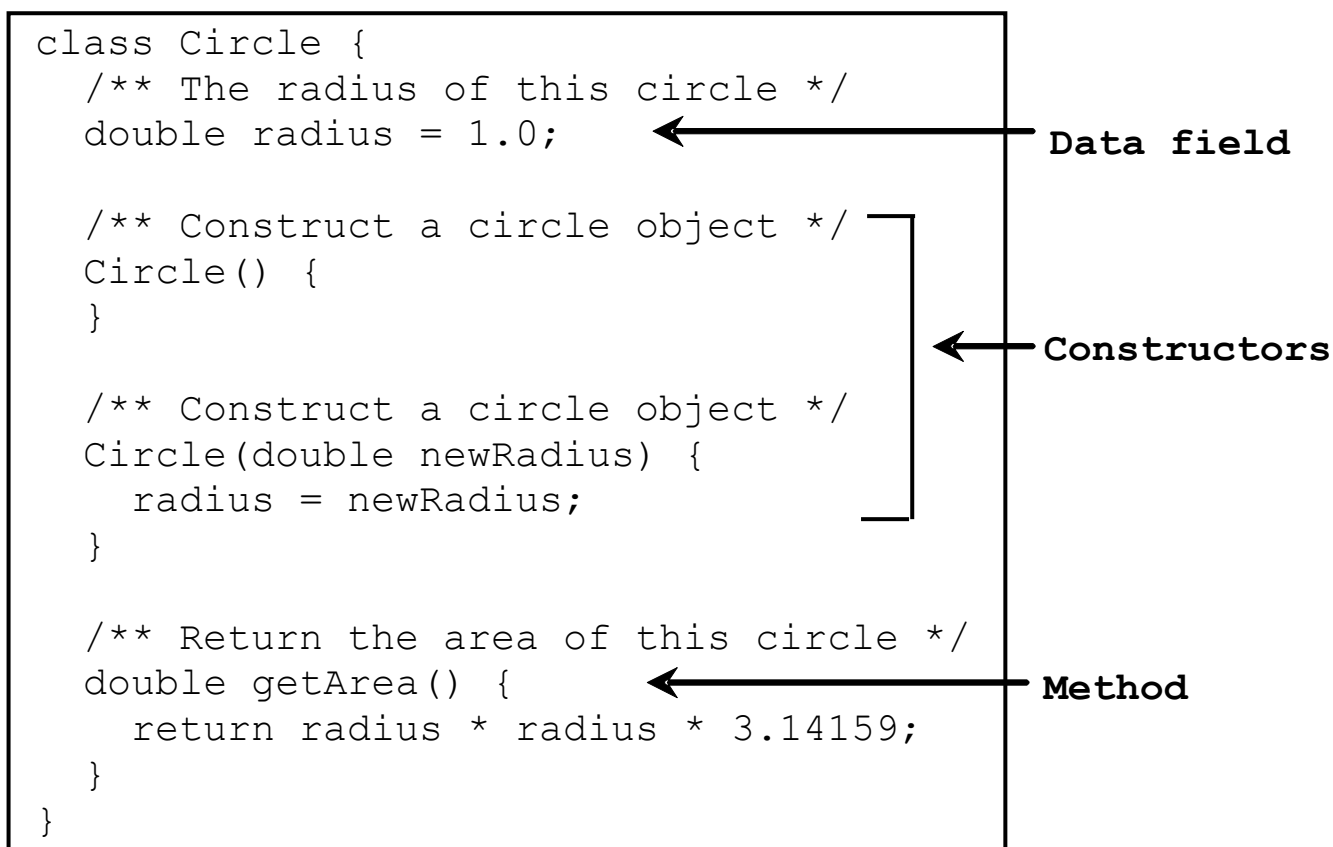 class Circle {
  /** The radius of this circle */
  double radius = 1.0;
Data field
  /** Construct a circle object */
  Circle() {
  }
Constructors
  /** Construct a circle object */
  Circle(double newRadius) {
    radius = newRadius;
  }
  /** Return the area of this circle */
  double getArea() {
Method
    return radius * radius * 3.14159;
  }
}